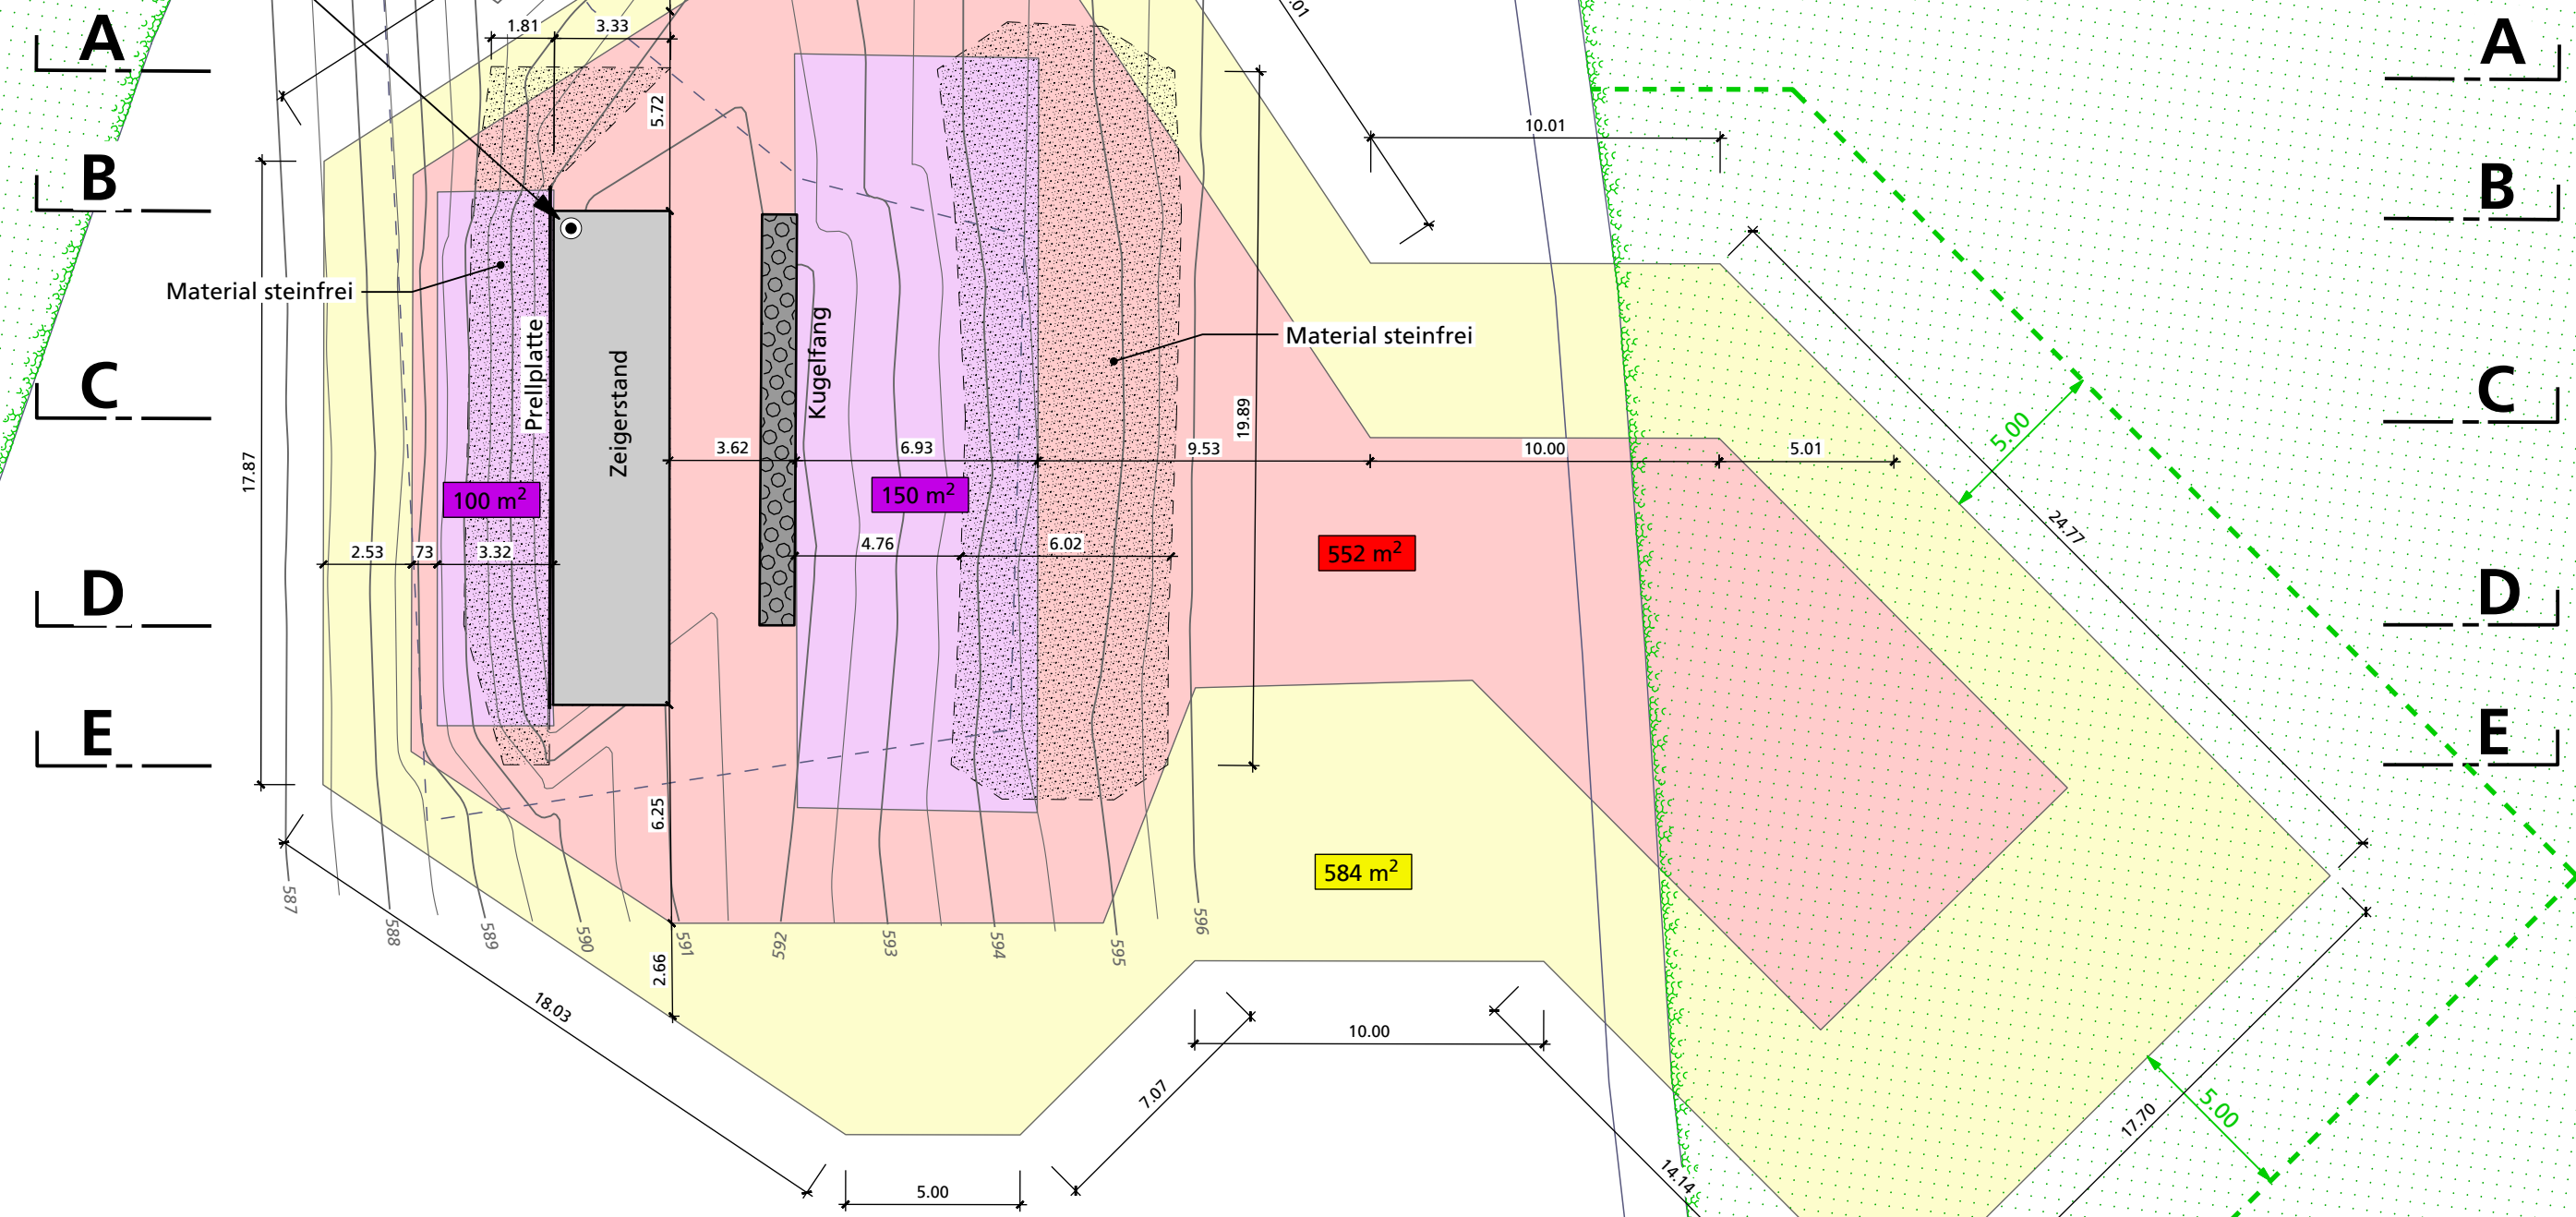 A
A
1.81
3.33
.01
5.72
10.01
B
B
Material steinfrei
Material steinfrei
Prellplatte
Zeigerstand
Kugelfang
C
C
17.87
19.89
3.62
6.93
9.53
10.00
5.01
5.00
100 m²
150 m²
24.77
2.53
73
3.32
4.76
6.02
552 m²
D
D
E
E
6.25
584 m²
587
588
589
590
591
592
593
594
595
596
2.66
18.03
10.00
7.07
5.00
14.14
17.70
5.00